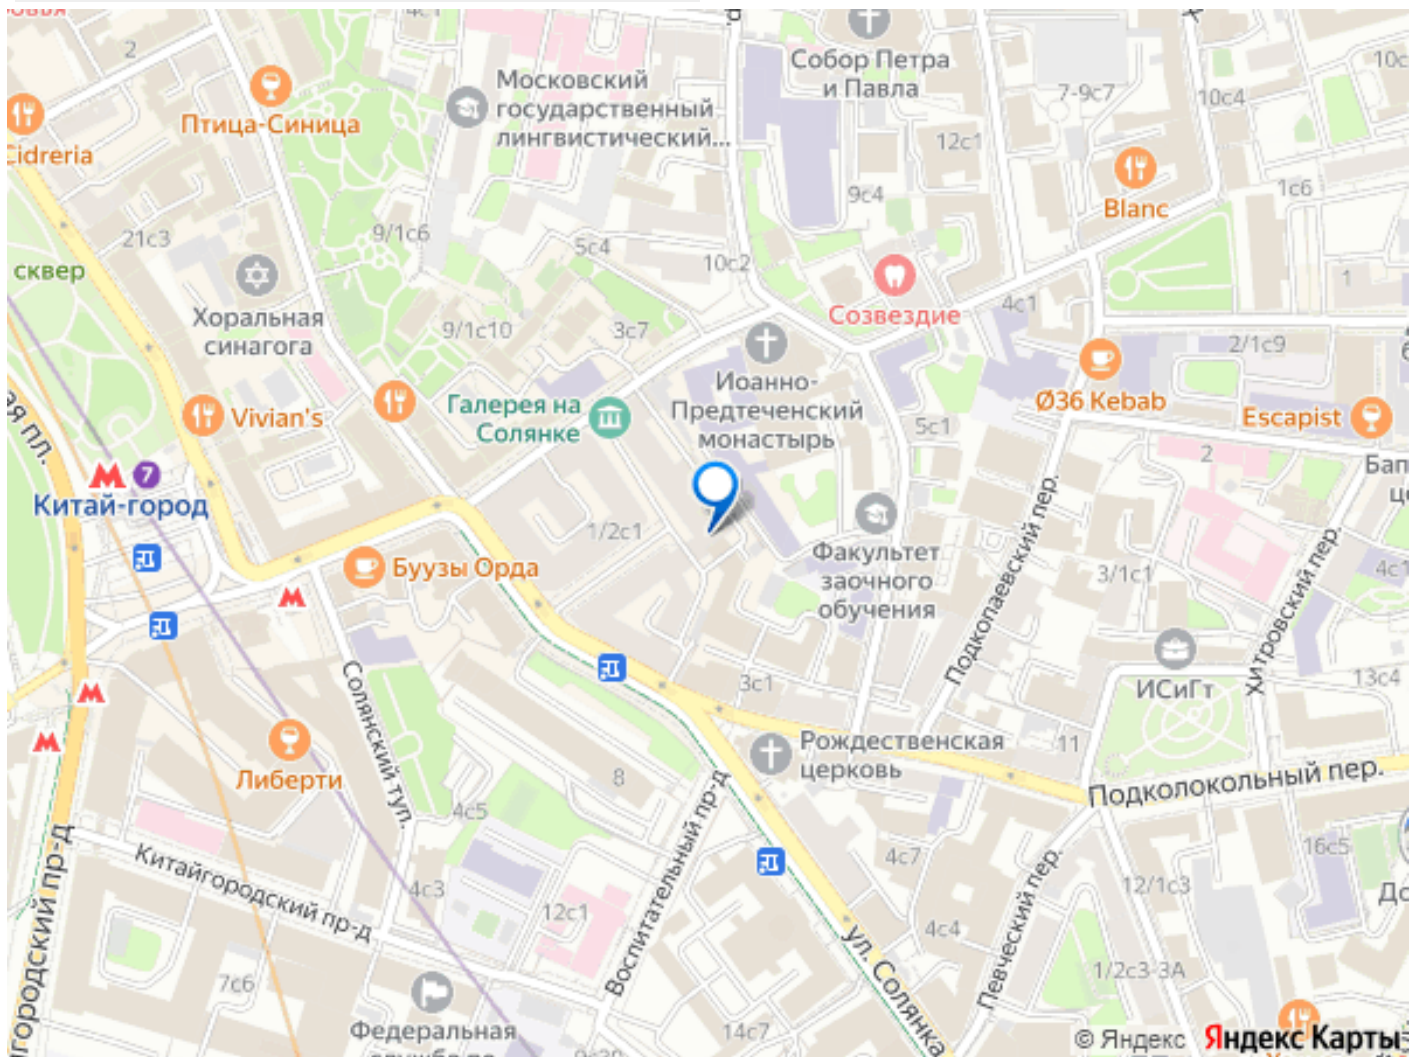 4с1
2
Птица-Синица
Cidreria
Московский
государственный
лингвистический...
Собор Петра
и Павла
7-9с7
10с4
12с1
9с4
Blanc
1с6
21с3
9/1с6
5с4
10с2
сквер
Хоральная
синагога
9/1с10
3с7
Созвездие
4с1
1
2/1с9
Иоанно-
Предтеченский
монастырь
Галерея на
Солянке
Vivian's
Ø36 Kebab
Escapist
5с1
2
ая пл.
7
Китай-город
1/2с1
Буузы Орда
Факультет
заочного
обучения
Подкопаевский пер.
3/1с1
Хитровский пер.
4с1
ИСиГт
13с4
Солянский туп.
3с1
11
Рождественская
церковь
Подколокольный пер.
Либерти
8
4с5
Воспитательный пр-д
Китайгородский пр-д
4с3
12с1
4с7
16с5
12/1с3
4с4
Певческий пер.
ул. Солянка
1/2с3-3А
городский пр-д
7с6
Федеральная
14с7
© Яндекс Яндекс Карты